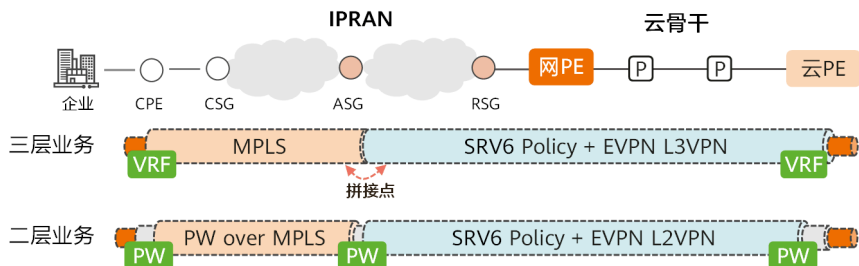 IPRAN
云骨干
网PE
P
P
云PE
企业
CPE
CSG
ASG
RSG
三层业务
MPLS
SRV6 Policy + EVPN L3VPN
VRF
VRF
拼接点
二层业务
PW over MPLS
SRV6 Policy + EVPN L2VPN
PW
PW
PW